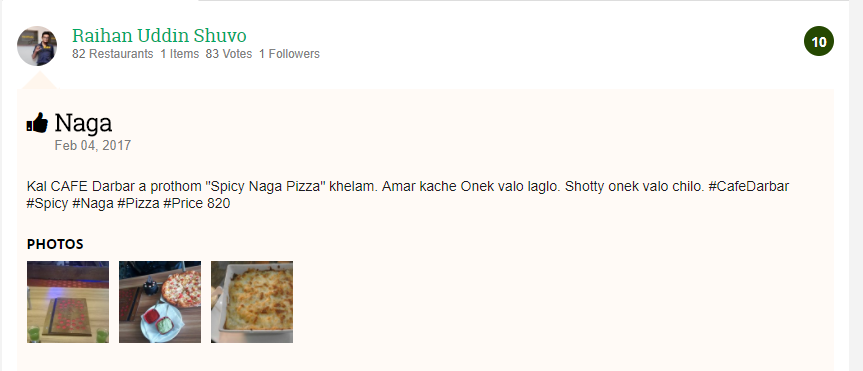 Raihan Uddin Shuvo
82 Restaurants 1 Items 83 Votes 1 Followers
10
Naga
Feb 04, 2017
Kal CAFE Darbar a prothom "Spicy Naga Pizza" khelam. Amar kache Onek valo laglo. Shotty onek valo chilo. #CafeDarbar
#Spicy #Naga #Pizza #Price 820
PHOTOS